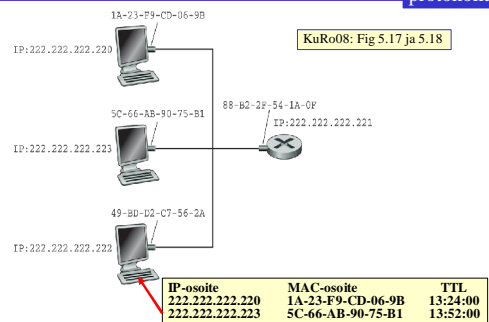 1A-23-F9-CD-06-9B
IP:222.222.222.220
KuRo08: Fig 5.17 ja 5.18
5C-66-AB-90-75-B1
88-B2-2F-54-1A-0F
IP:222.222.222.221
IP:222.222.222.223
49-BD-D2-C7-56-2A
IP:222.222.222.222
IP-osoite MAC-osoite TTL
222.222.222.220 1A-23-F9-CD-06-9B 13:24:00
222.222.222.223 5C-66-AB-90-75-B1 13:52:00